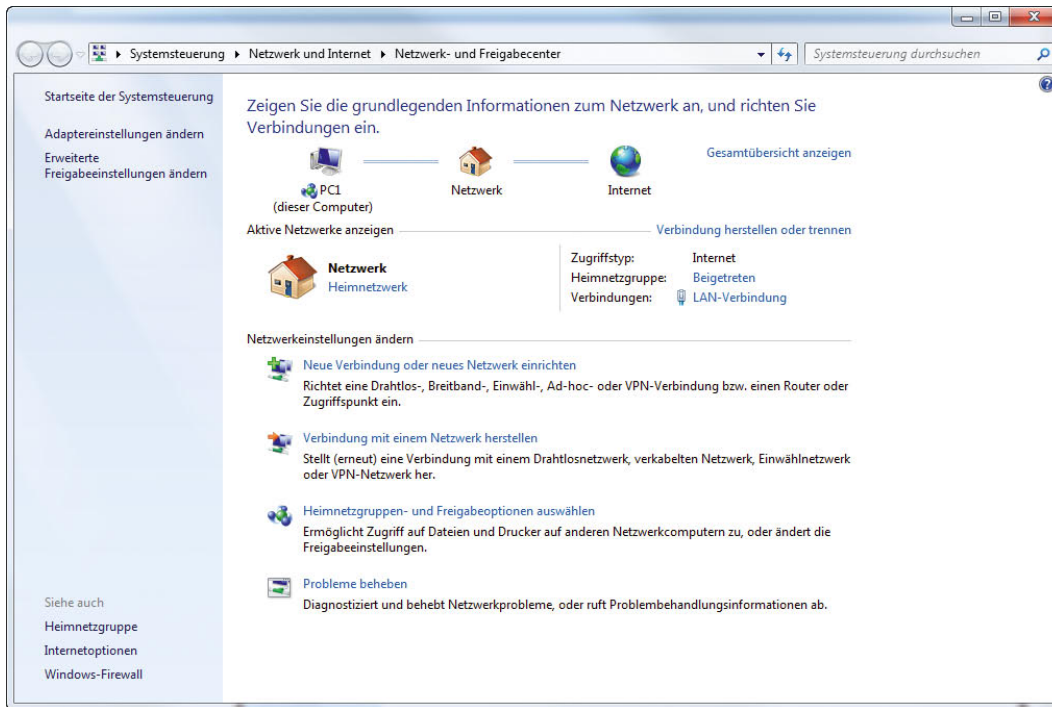 Systemsteuerung ▸ Netzwerk und Internet ▸ Netzwerk- und Freigabecenter
Systemsteuerung durchsuchen
Startseite der Systemsteuerung
Adaptereinstellungen ändern
Erweiterte
Freigabeeinstellungen ändern
Zeigen Sie die grundlegenden Informationen zum Netzwerk an, und richten Sie
Verbindungen ein.
Gesamtübersicht anzeigen
PC1
(dieser Computer)
Netzwerk
Internet
Aktive Netzwerke anzeigen
Verbindung herstellen oder trennen
Netzwerk
Heimnetzwerk
Zugriffstyp: Internet
Heimnetzgruppe: Beigetreten
Verbindungen: LAN-Verbindung
Netzwerkeinstellungen ändern
Neue Verbindung oder neues Netzwerk einrichten
Richtet eine Drahtlos-, Breitband-, Einwähl-, Ad-hoc- oder VPN-Verbindung bzw. einen Router oder
Zugriffspunkt ein.
Verbindung mit einem Netzwerk herstellen
Stellt (erneut) eine Verbindung mit einem Drahtlosnetzwerk, verkabelten Netzwerk, Einwählnetzwerk
oder VPN-Netzwerk her.
Heimnetzgruppen- und Freigabeoptionen auswählen
Ermöglicht Zugriff auf Dateien und Drucker auf anderen Netzwerkcomputern zu, oder ändert die
Freigabeeinstellungen.
Probleme beheben
Diagnostiziert und behebt Netzwerkprobleme, oder ruft Problembehandlungsinformationen ab.
Siehe auch
Heimnetzgruppe
Internetoptionen
Windows-Firewall